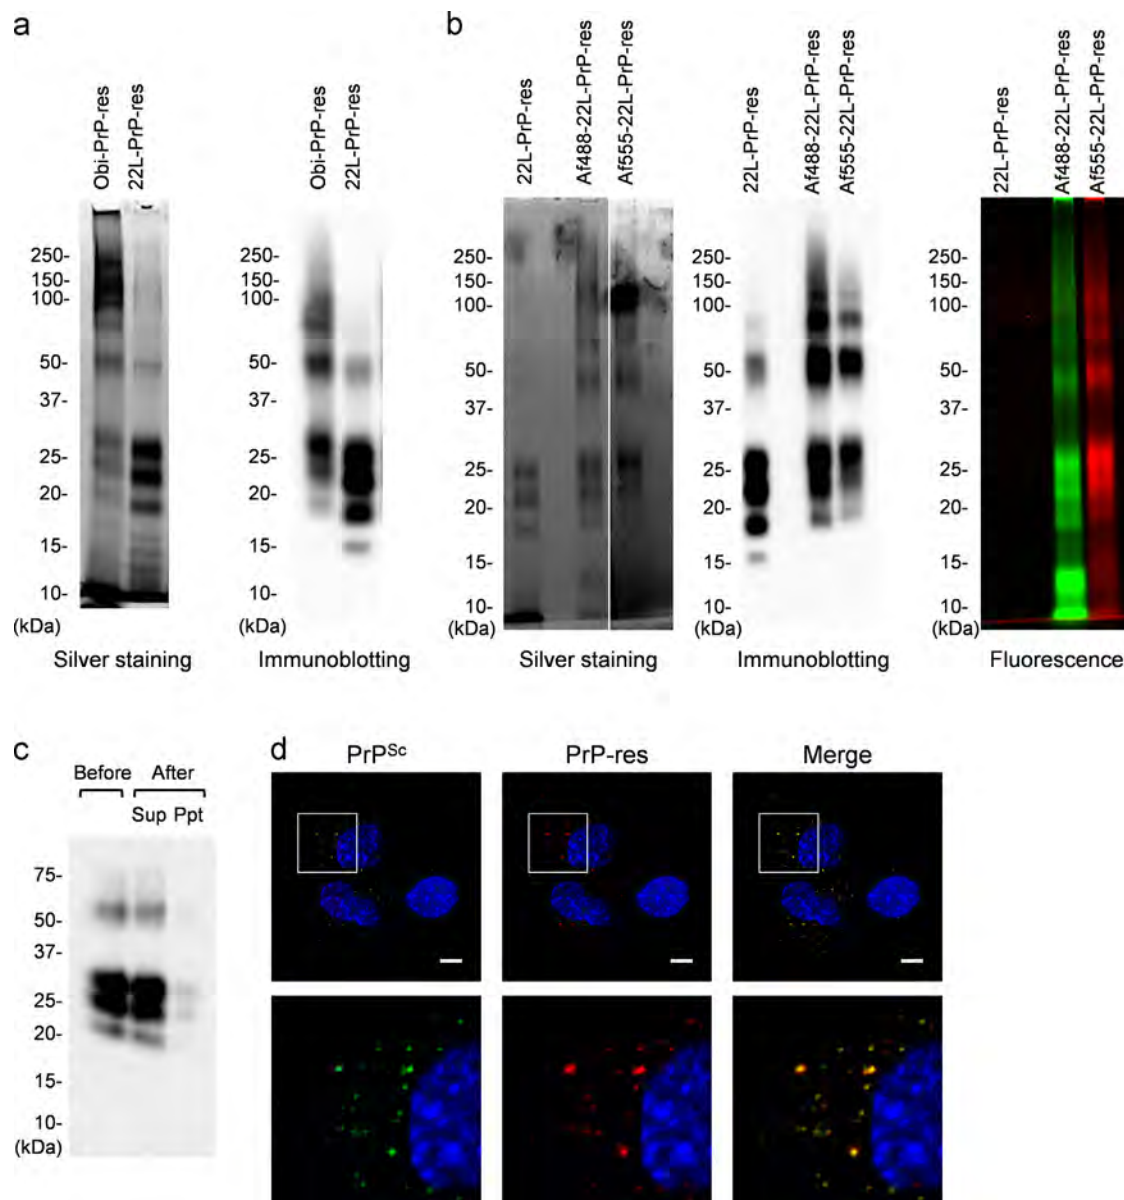 a
Obi-PrP-res
22L-PrP-res
250-
150-
100-
50-
37-
25-
20-
15-
10-
(kDa)
Silver staining
Obi-PrP-res
22L-PrP-res
250-
150-
100-
50-
37-
25-
20-
15-
10-
(kDa)
Immunoblotting
b
22L-PrP-res
Af488-22L-PrP-res
Af555-22L-PrP-res
250-
150-
100-
50-
37-
25-
20-
15-
10-
(kDa)
Silver staining
22L-PrP-res
Af488-22L-PrP-res
Af555-22L-PrP-res
250-
150-
100-
50-
37-
25-
20-
15-
10-
(kDa)
Immunoblotting
22L-PrP-res
Af488-22L-PrP-res
Af555-22L-PrP-res
250-
150-
100-
50-
37-
25-
20-
15-
10-
(kDa)
Fluorescence
c
Before After
Sup Ppt
75-
50-
37-
25-
20-
15-
10-
(kDa)
d
PrPSc
PrP-res
Merge